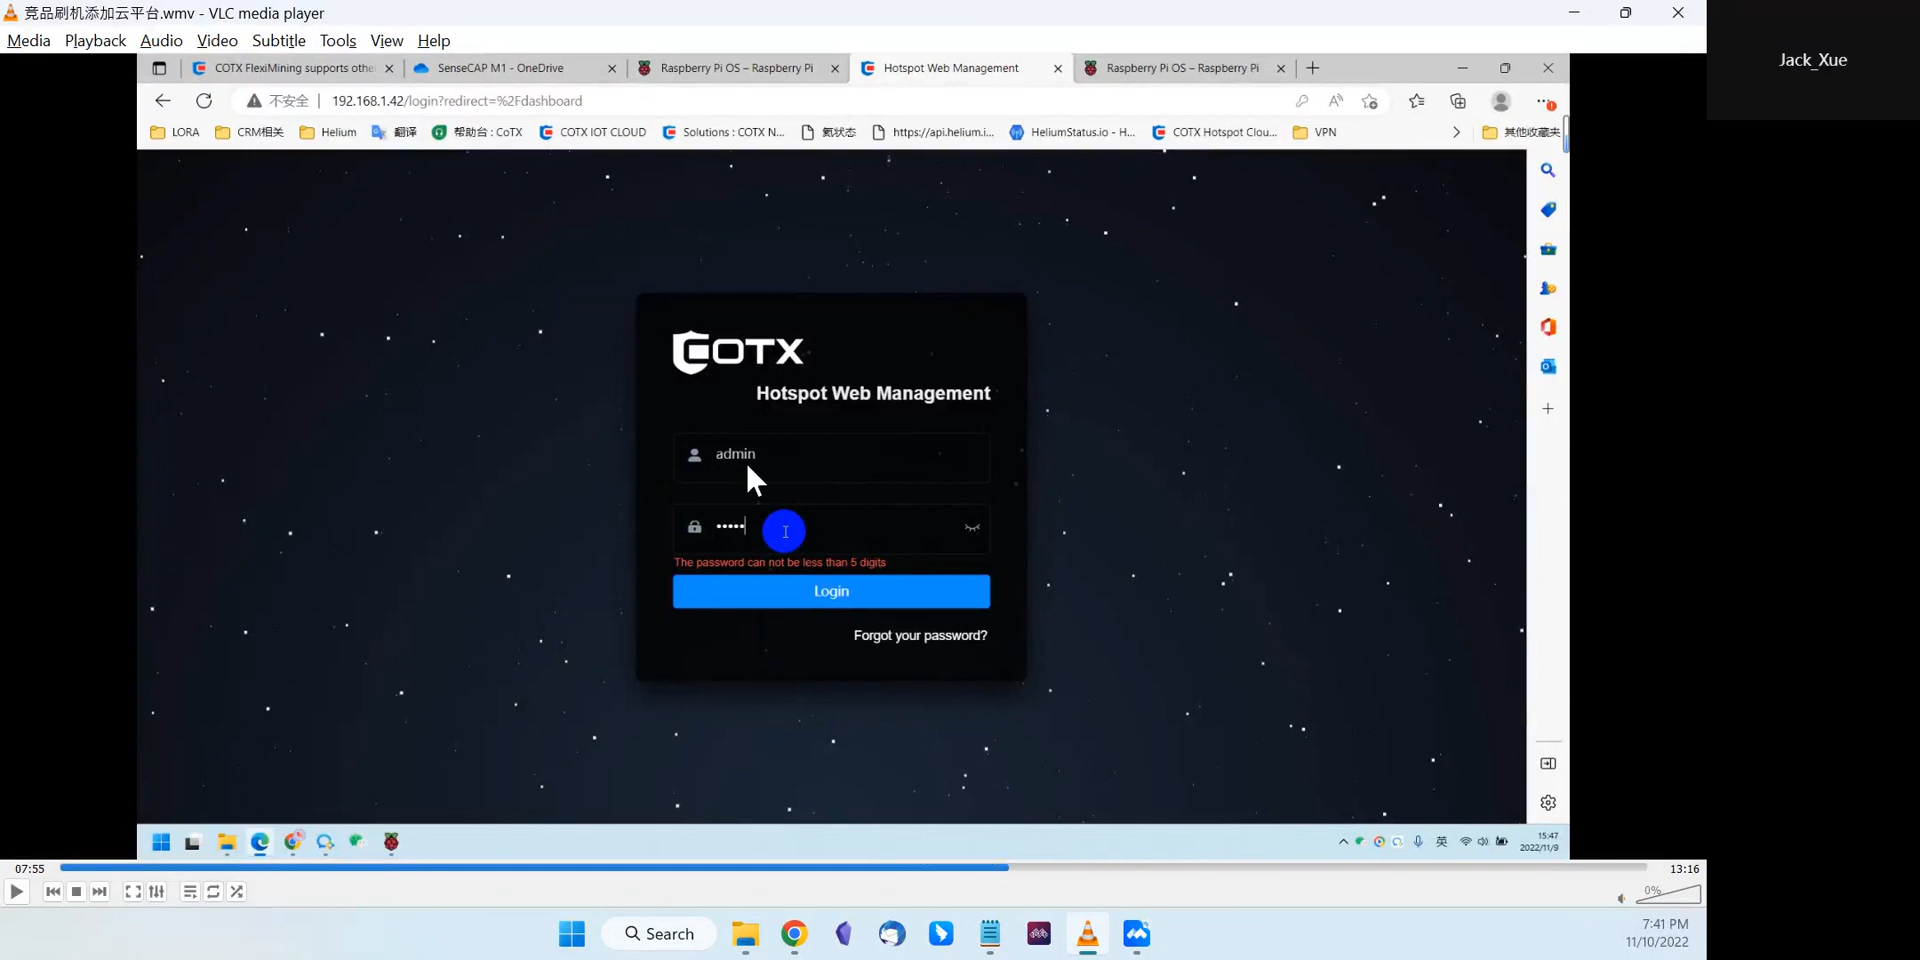 竞品刷机添加云平台.wmv - VLC media player
Media Playback Audio Video Subtitle Tools View Help
Jack_Xue
COTX FlexiMining supports othe
SenseCAP M1 - OneDrive
Raspberry Pi OS – Raspberry Pi
Hotspot Web Management
Raspberry Pi OS – Raspberry Pi
不安全 192.168.1.42/login?redirect=%2Fdashboard
LORA CRM相关 Helium 翻译 帮助台 : CoTX COTX IOT CLOUD Solutions : COTX N... 氦状态 https://api.helium.i... HeliumStatus.io - H... COTX Hotspot Clou... VPN 其他收藏夹
COTX
Hotspot Web Management
admin
•••••
The password can not be less than 5 digits
Login
Forgot your password?
英
15:47
2022/11/9
07:55
13:16
0%
Search
7:41 PM
11/10/2022